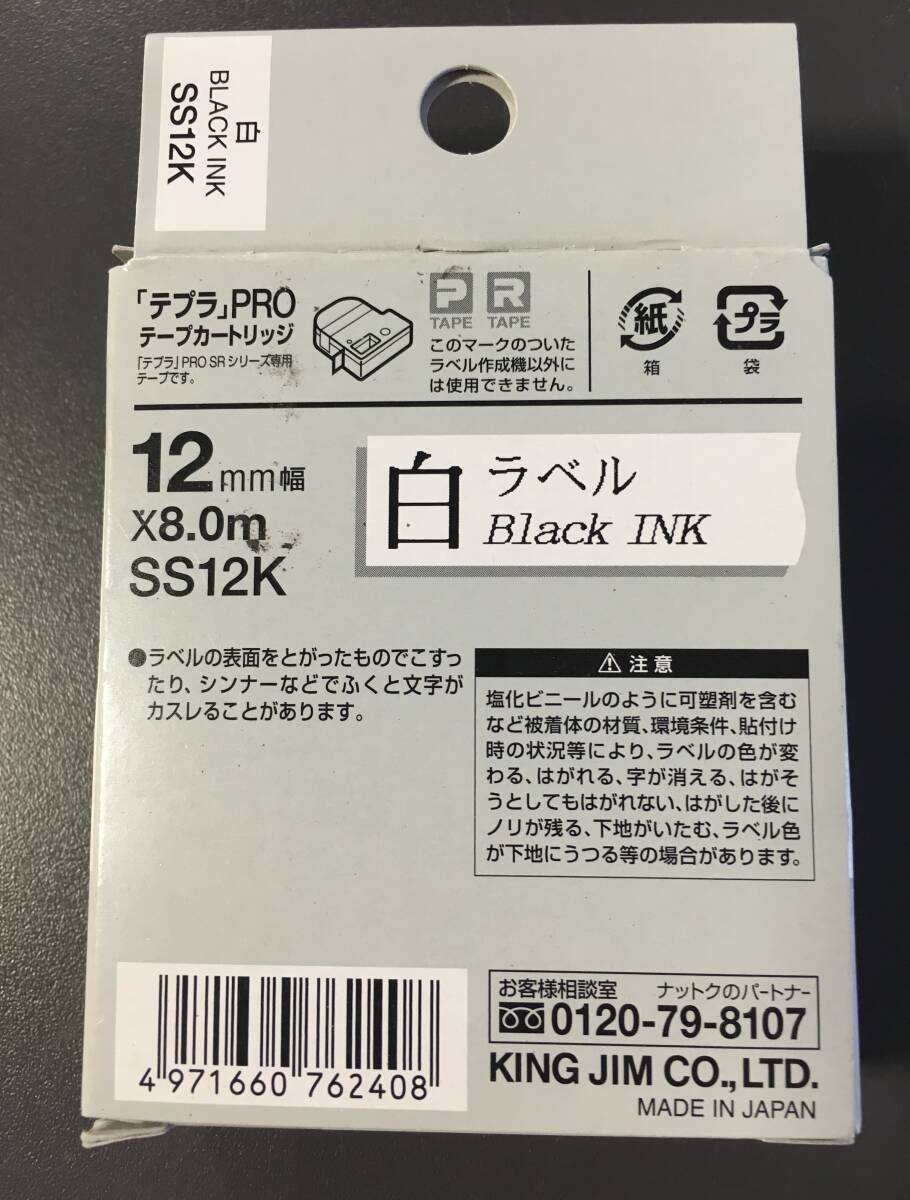 白
BLACK INK
SS12K
「テプラ」PRO
テープカートリッジ
「テプラ」PRO SRシリーズ専用
テープです。
P R
TAPE TAPE
このマークのついた
ラベル作成機以外に
は使用できません。
紙
箱
プラ
袋
12mm幅
X8.0m
SS12K
白 ラベル
Black INK
●ラベルの表面をとがったものでこすっ
たり、シンナーなどでふくと文字が
カスレることがあります。
⚠ 注意
塩化ビニールのように可塑剤を含む
など被着体の材質、環境条件、貼付け
時の状況等により、ラベルの色が変
わる、はがれる、字が消える、はがそ
うとしてもはがれない、はがした後に
ノリが残る、下地がいたむ、ラベル色
が下地にうつる等の場合があります。
4 971660 762408
お客様相談室 ナットクのパートナー
0120-79-8107
KING JIM CO.,LTD.
MADE IN JAPAN